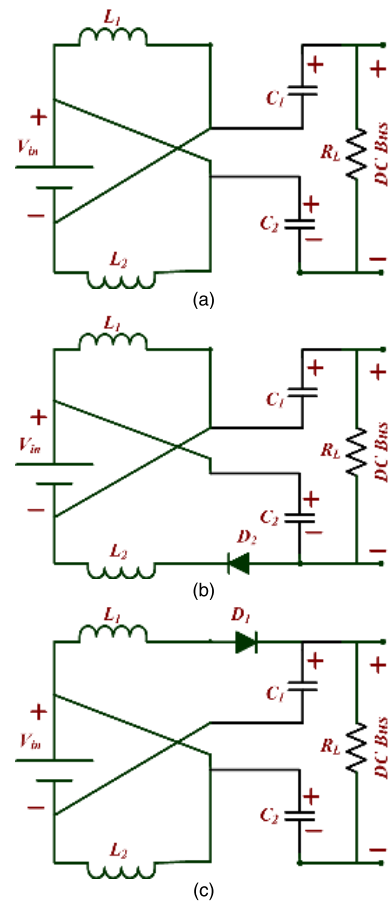 L1
+
C1
+
+
Vin
RL
DC Bus
−
+
C2
−
L2
−
(a)
L1
+
C1
+
+
Vin
RL
DC Bus
−
+
C2
−
L2
D2
−
(b)
L1
D1
+
C1
+
+
Vin
RL
DC Bus
−
+
C2
−
L2
−
(c)